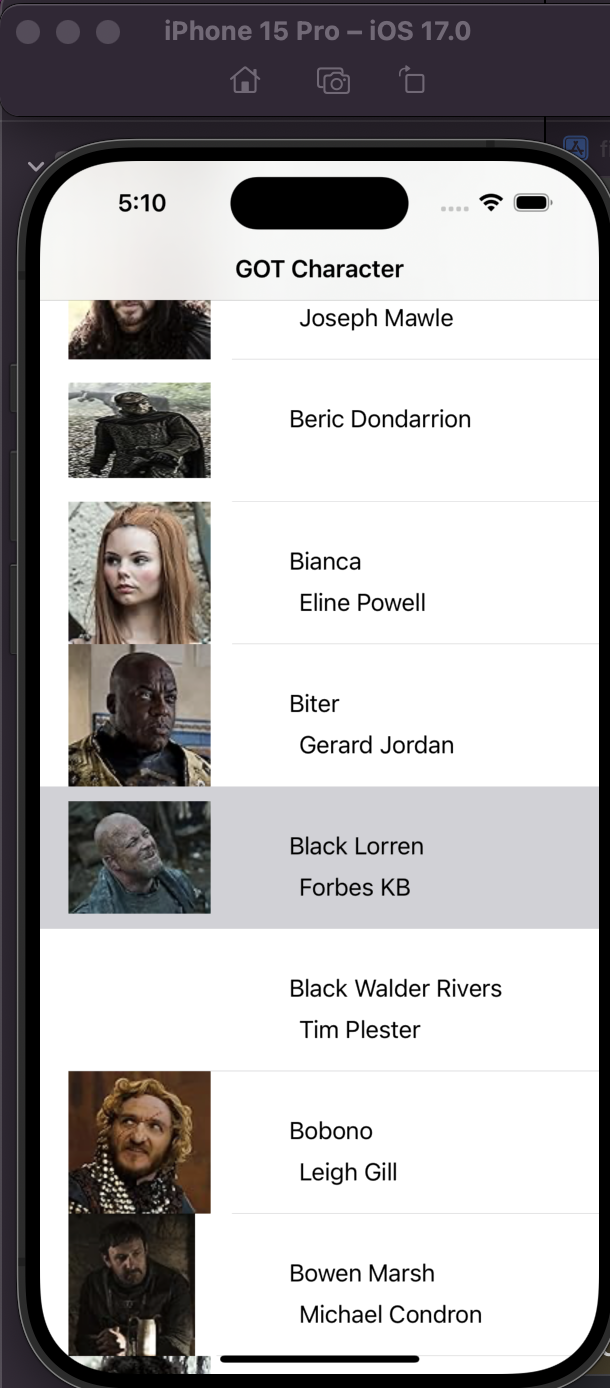 iPhone 15 Pro – iOS 17.0
5:10
GOT Character
Joseph Mawle
Beric Dondarrion
Bianca
Eline Powell
Biter
Gerard Jordan
Black Lorren
Forbes KB
Black Walder Rivers
Tim Plester
Bobono
Leigh Gill
Bowen Marsh
Michael Condron